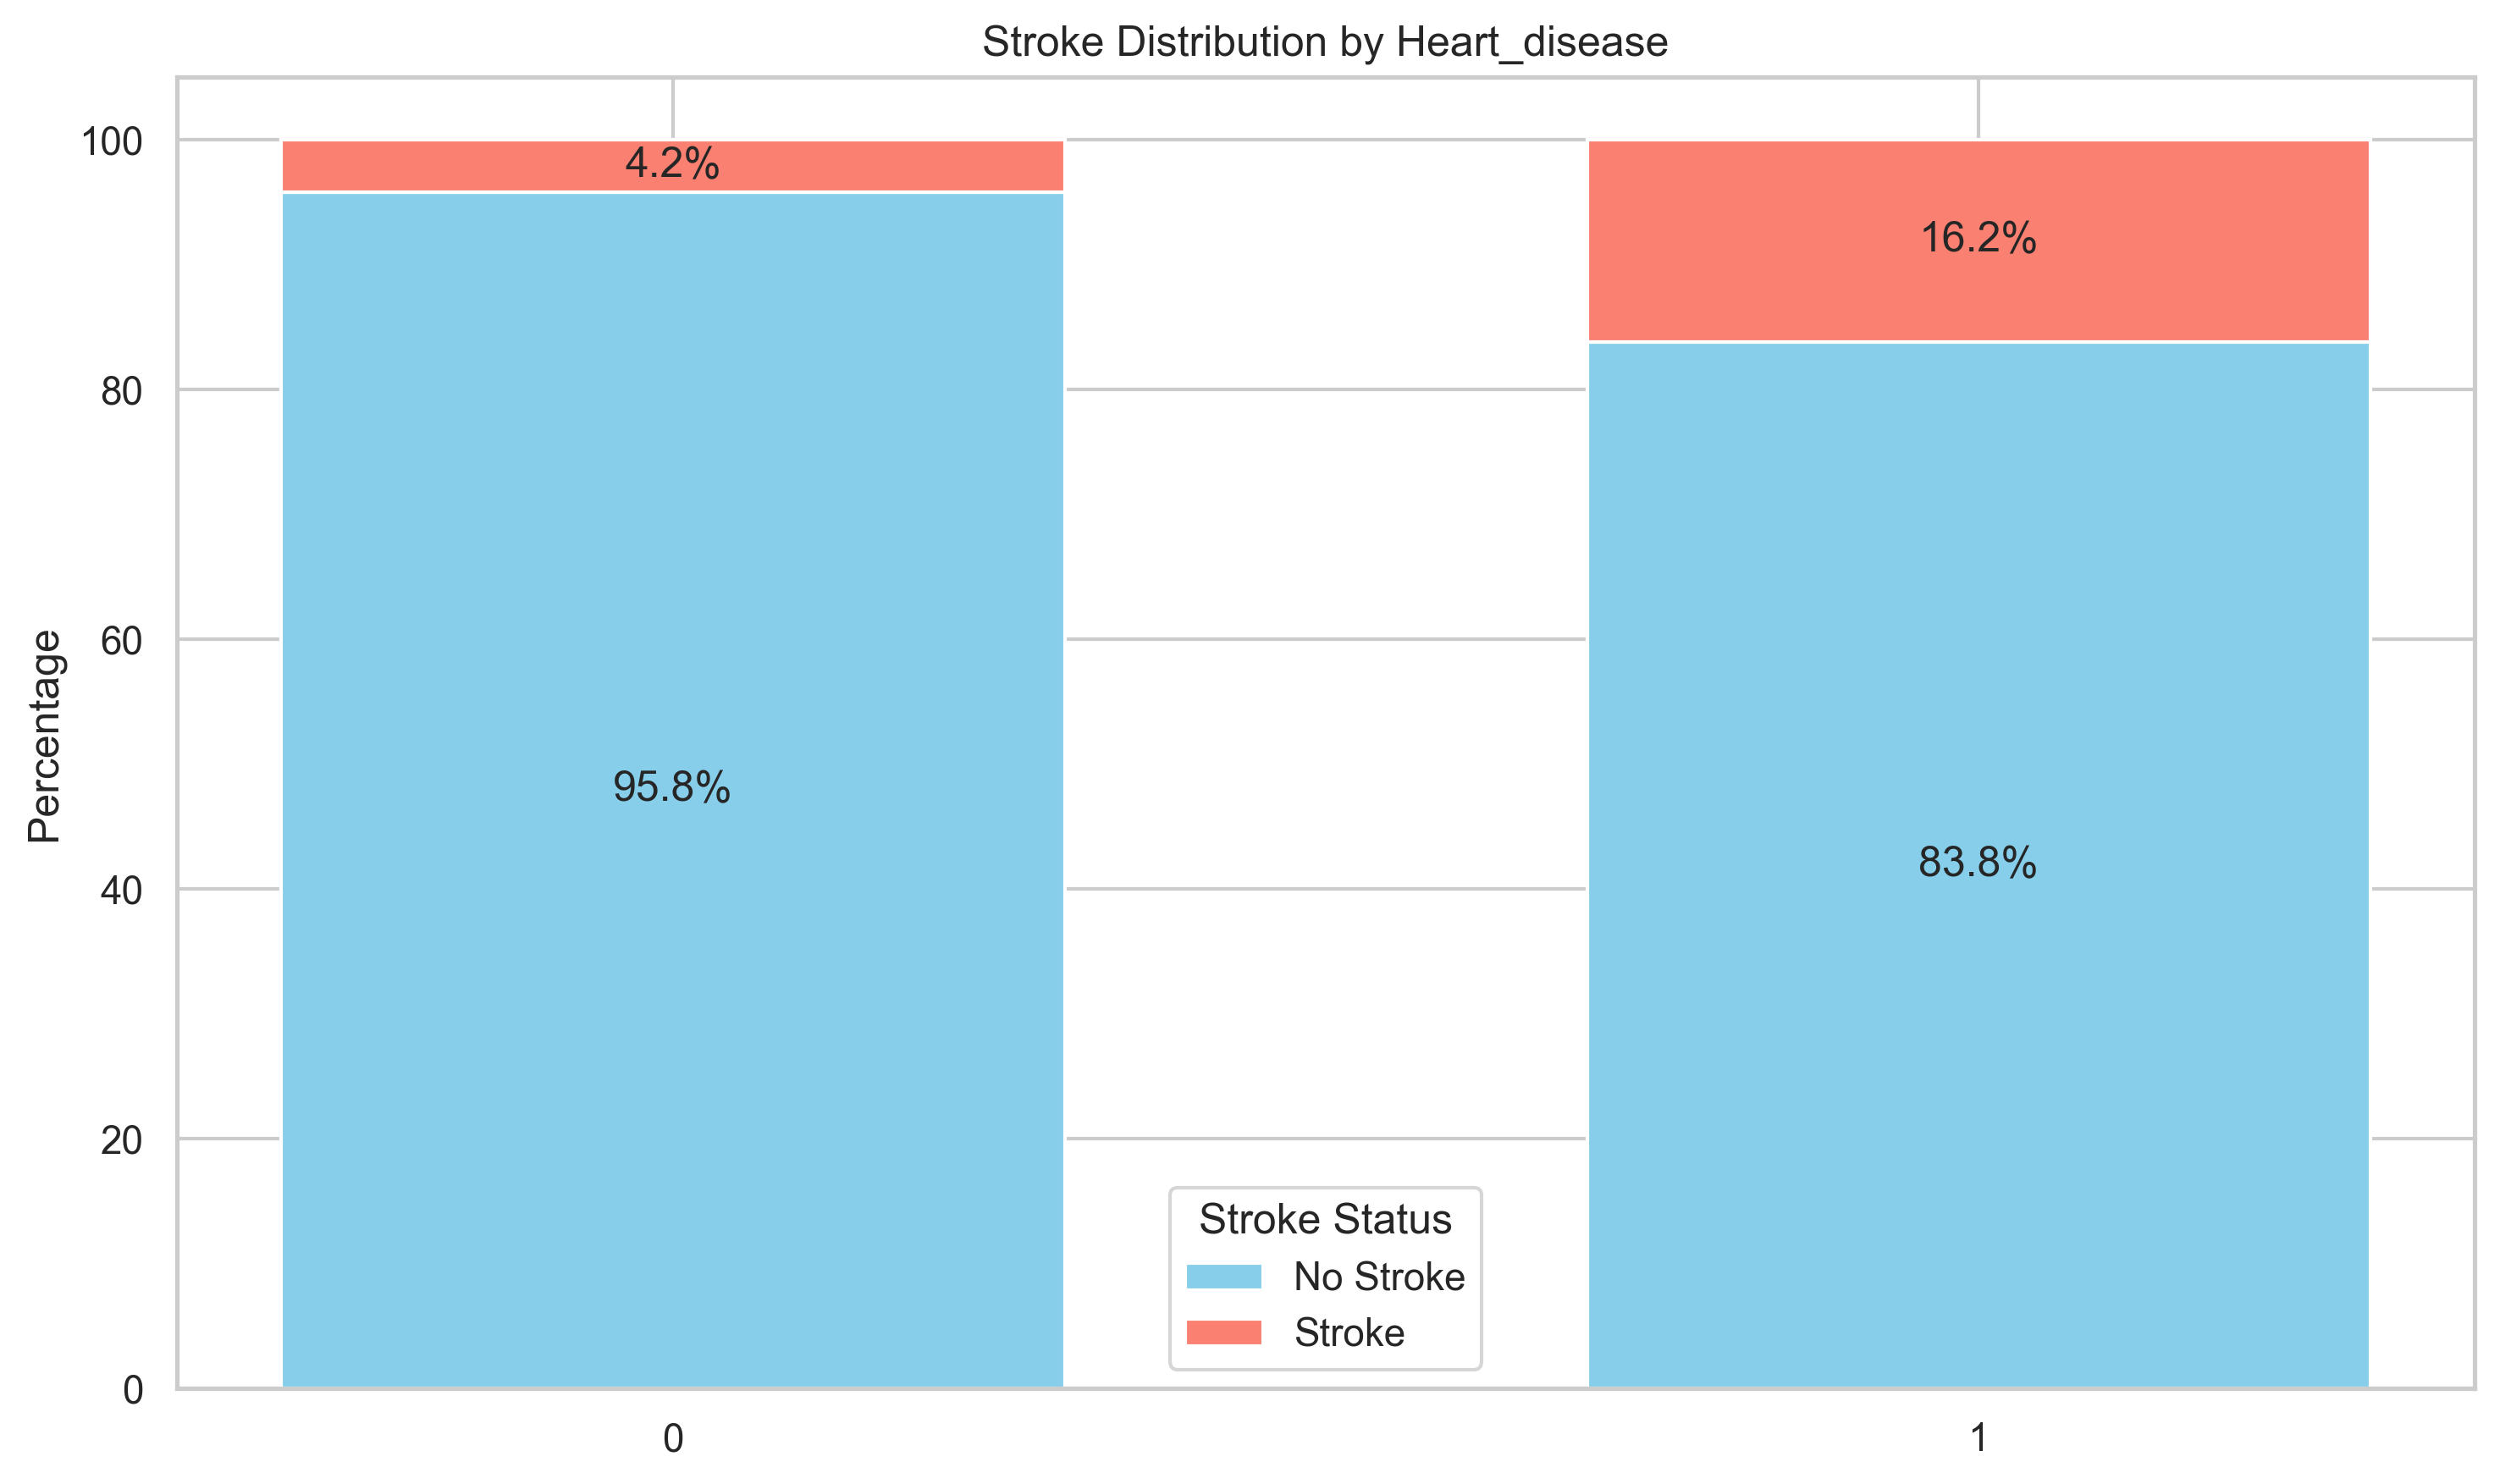 Stroke Distribution by Heart_disease
100
80
60
40
20
0
Percentage
4.2%
95.8%
16.2%
83.8%
Stroke Status
No Stroke
Stroke
0
1